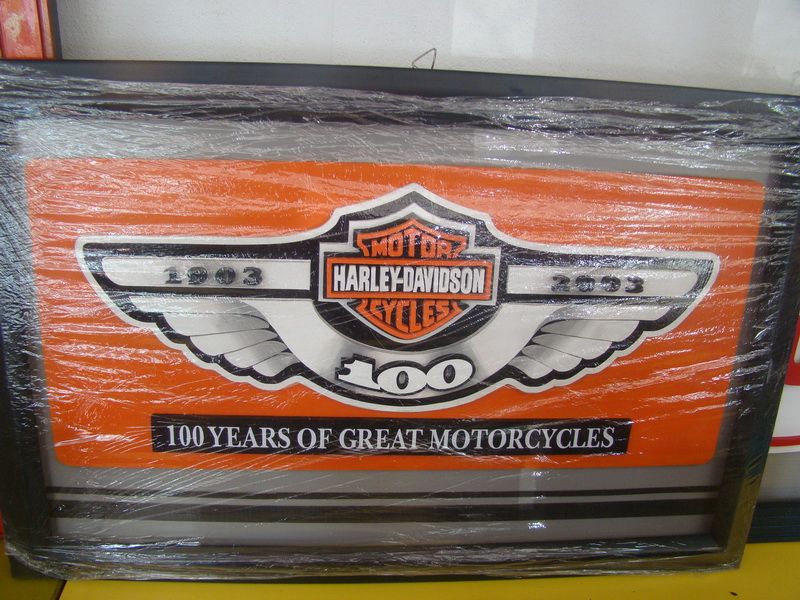 MOTOR
1903 HARLEY-DAVIDSON 2003
CYCLES
100
100 YEARS OF GREAT MOTORCYCLES